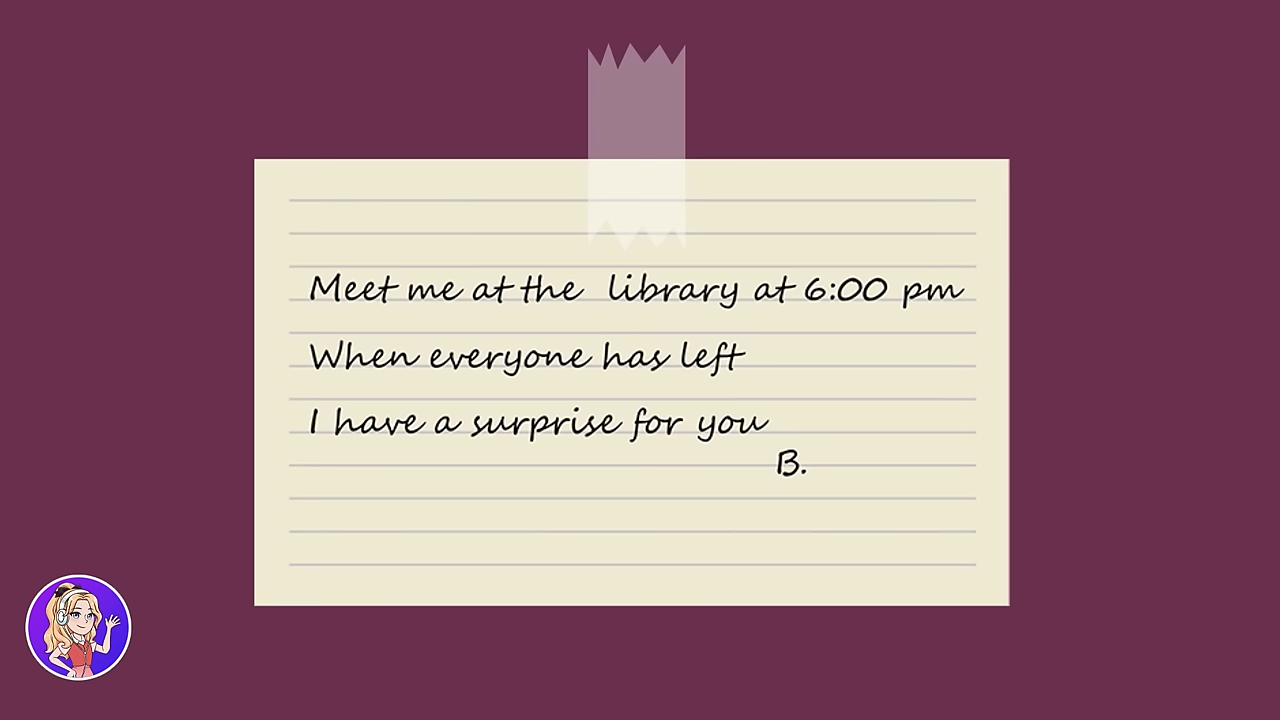 Meet me at the library at 6:00 pm
When everyone has left
I have a surprise for you
B.